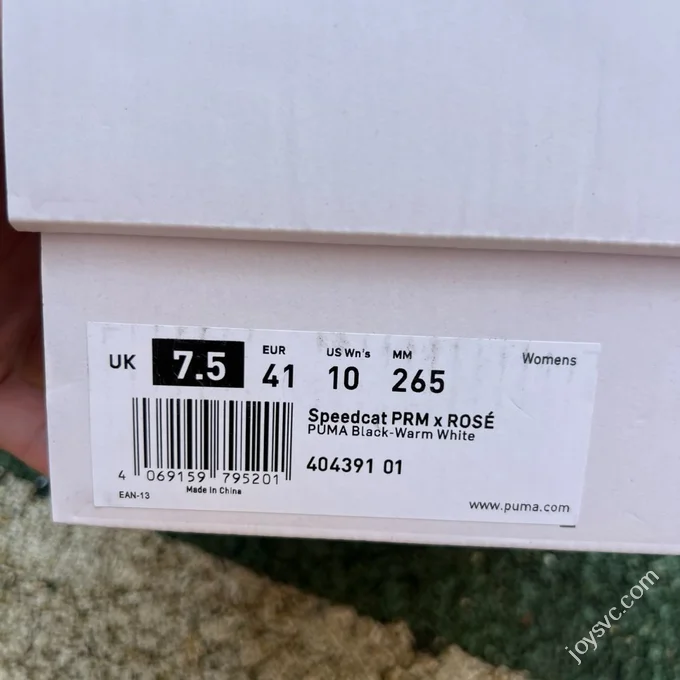 UK 7.5 EUR 41 US Wn's 10 MM 265 Womens
Speedcat PRM x ROSÉ
PUMA Black-Warm White
404391 01
4 069159 795201
EAN-13 Made In China
www.puma.com
joysvc.com